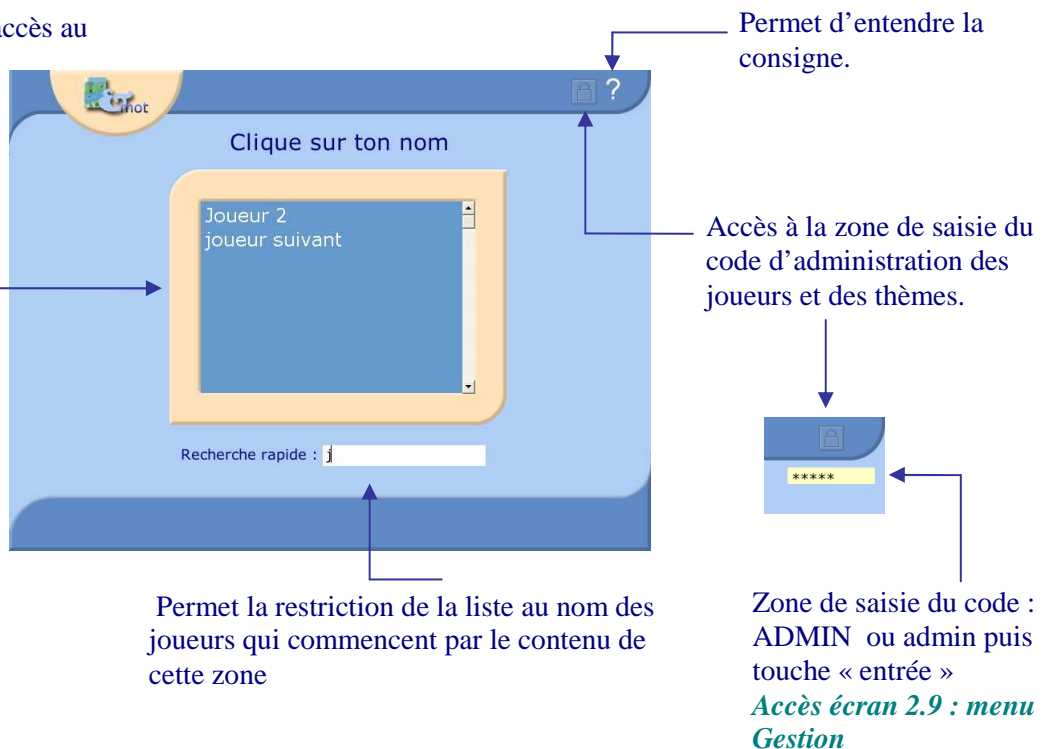 accès au
Permet d’entendre la
consigne.
mot
?
Clique sur ton nom
Joueur 2
joueur suivant
Accès à la zone de saisie du
code d’administration des
joueurs et des thèmes.
Recherche rapide : j
*****
Permet la restriction de la liste au nom des
joueurs qui commencent par le contenu de
cette zone
Zone de saisie du code :
ADMIN ou admin puis
touche « entrée »
Accès écran 2.9 : menu
Gestion